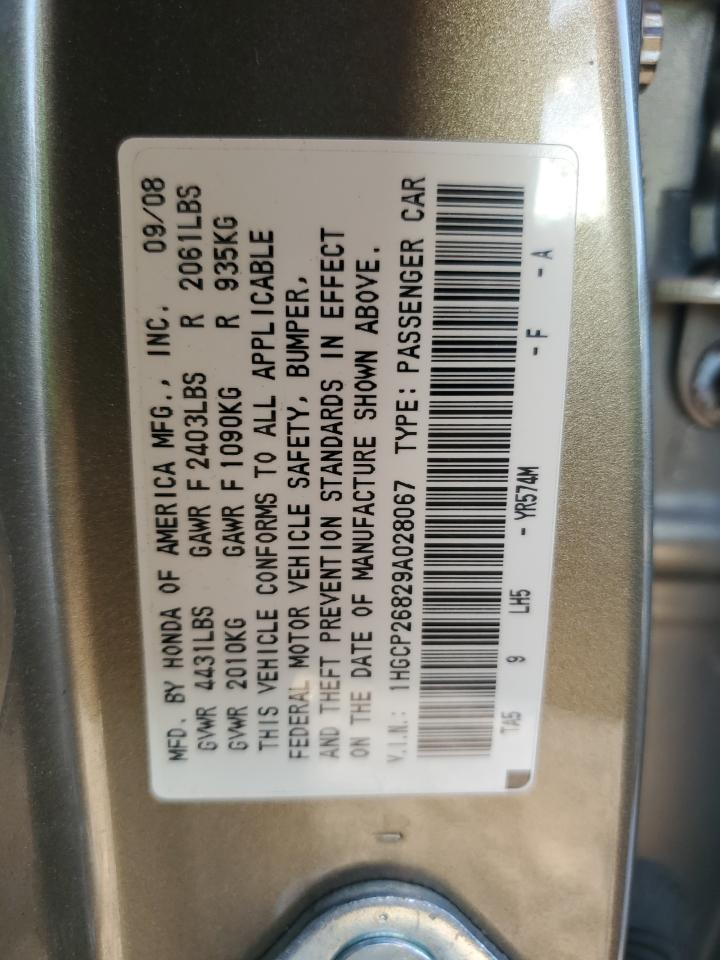 MFD. BY HONDA OF AMERICA MFG., INC. 09/08
GVWR 4431LBS GAWR F 2403LBS R 2061LBS
GVWR 2010KG GAWR F 1090KG R 935KG
THIS VEHICLE CONFORMS TO ALL APPLICABLE
FEDERAL MOTOR VEHICLE SAFETY, BUMPER,
AND THEFT PREVENTION STANDARDS IN EFFECT
ON THE DATE OF MANUFACTURE SHOWN ABOVE.
V.I.N.: 1HGCP26829A028067 TYPE: PASSENGER CAR
TA5 9 LH5 - YR574M - F - A